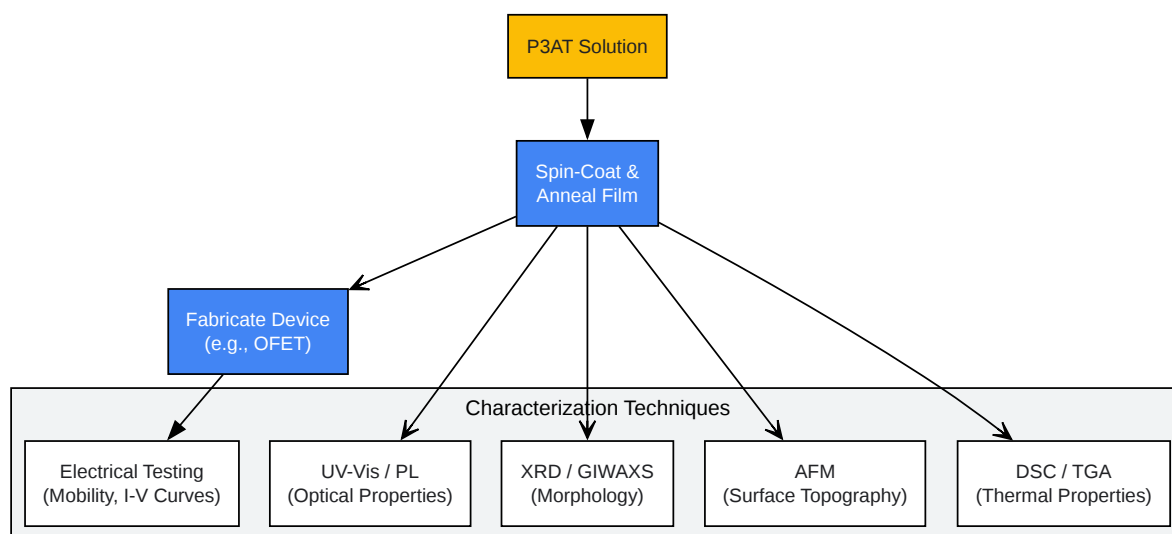 P3AT Solution
Spin-Coat &
Anneal Film
Fabricate Device
(e.g., OFET)
Characterization Techniques
Electrical Testing
(Mobility, I-V Curves)
UV-Vis / PL
(Optical Properties)
XRD / GIWAXS
(Morphology)
AFM
(Surface Topography)
DSC / TGA
(Thermal Properties)